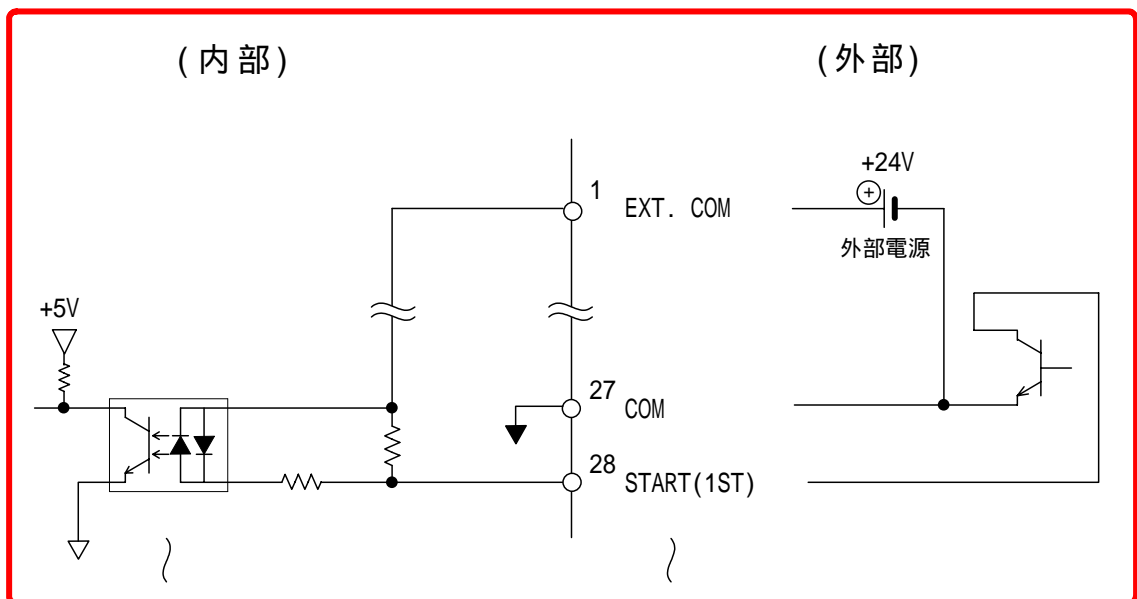 (内部)
(外部)
+24V
1
EXT. COM
外部電源
+5V
27
COM
28
START(1ST)